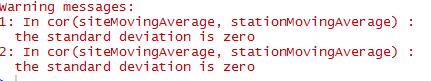 Warning messages:
1: In cor(siteMovingAverage, stationMovingAverage) :
the standard deviation is zero
2: In cor(siteMovingAverage, stationMovingAverage) :
the standard deviation is zero